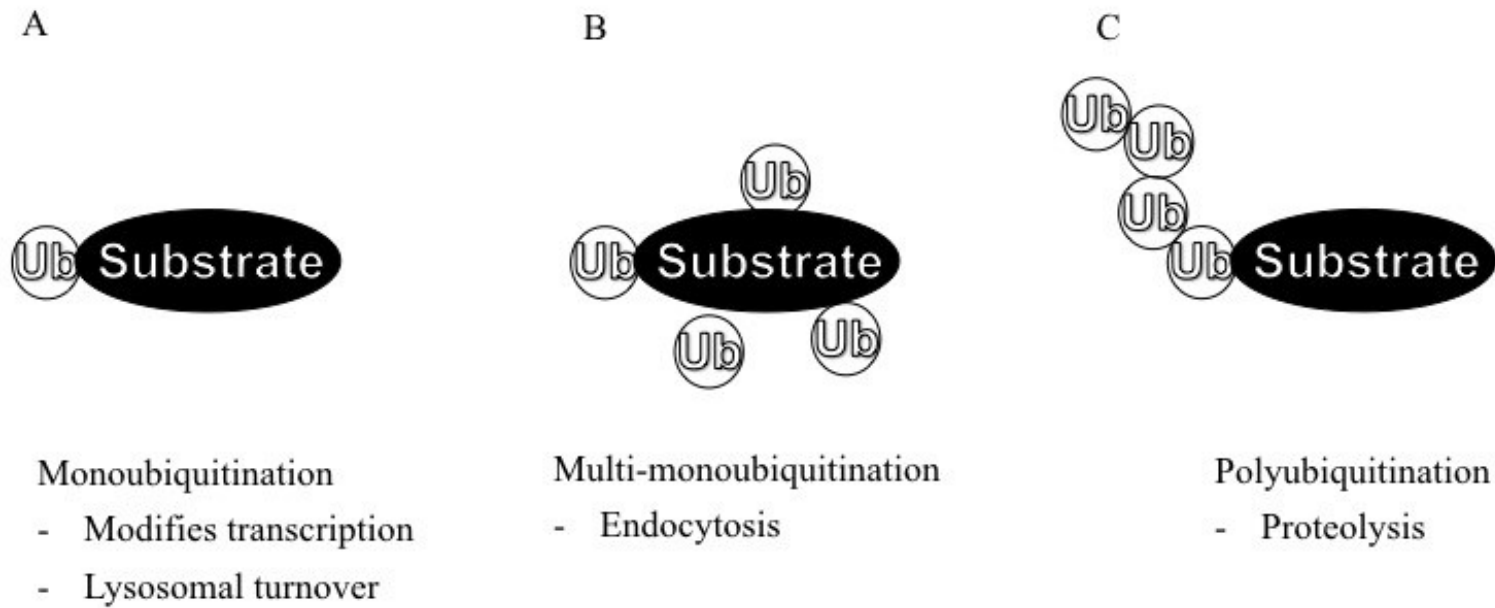 A
B
C
Ub
Substrate
Ub
Ub
Substrate
Ub
Ub
Ub
Ub
Ub
Ub
Substrate
Monoubiquitination
- Modifies transcription
- Lysosomal turnover
Multi-monoubiquitination
- Endocytosis
Polyubiquitination
- Proteolysis